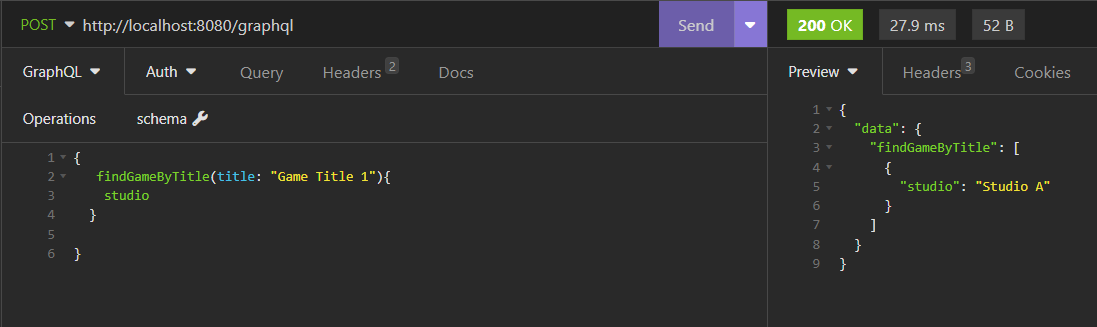 POST http://localhost:8080/graphql Send 200 OK 27.9 ms 52 B
GraphQL Auth Query Headers 2 Docs Preview Headers 3 Cookies
Operations schema
1 {
2 findGameByTitle(title: "Game Title 1"){
3 studio
4 }
5
6 }
1 {
2 "data": {
3 "findGameByTitle": [
4 {
5 "studio": "Studio A"
6 }
7 ]
8 }
9 }